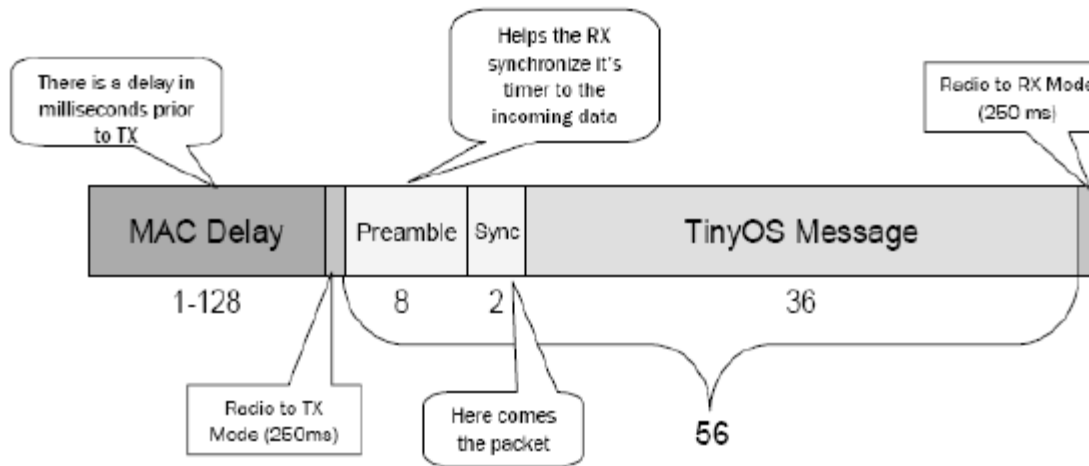 Helps the RX
synchronize it's
timer to the
incoming data
There is a delay in
milliseconds prior
to TX
Radio to RX Mode
(250 ms)
MAC Delay
Preamble
Sync
TinyOS Message
1-128
8
2
36
Radio to TX
Mode (250ms)
Here comes
the packet
56